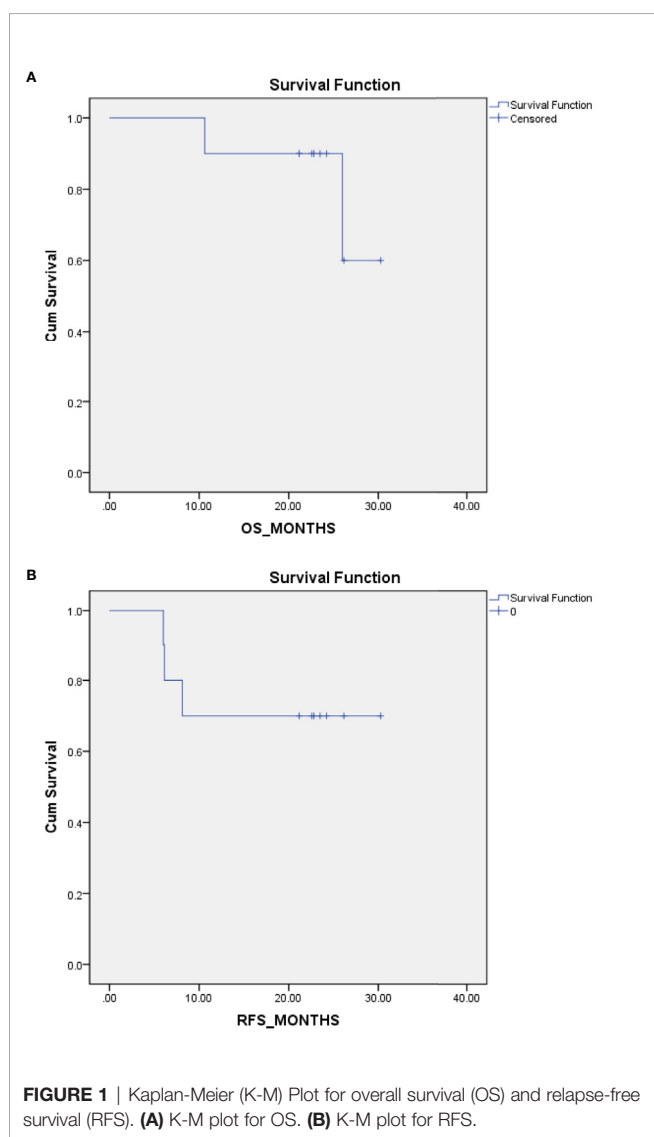 A
Survival Function
Survival Function
Censored
1.0
0.8
0.6
0.4
0.2
0.0
Cum Survival
.00 10.00 20.00 30.00 40.00
OS_MONTHS
B
Survival Function
Survival Function
0
1.0
0.8
0.6
0.4
0.2
0.0
Cum Survival
.00 10.00 20.00 30.00 40.00
RFS_MONTHS
FIGURE 1 | Kaplan-Meier (K-M) Plot for overall survival (OS) and relapse-free
survival (RFS). (A) K-M plot for OS. (B) K-M plot for RFS.